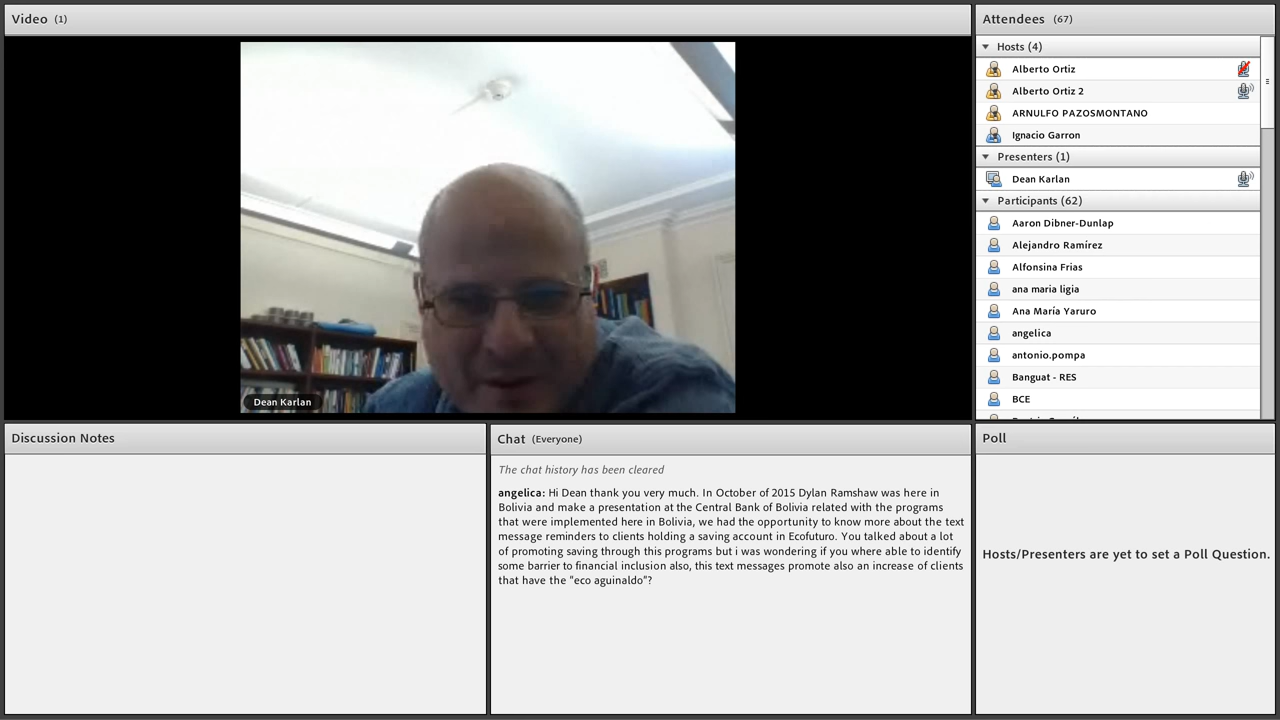 Video (1)
Dean Karlan
Attendees (67)
Hosts (4)
Alberto Ortiz
Alberto Ortiz 2
ARNULFO PAZOSMONTANO
Ignacio Garron
Presenters (1)
Dean Karlan
Participants (62)
Aaron Dibner-Dunlap
Alejandro Ramírez
Alfonsina Frias
ana maria ligia
Ana María Yaruro
angelica
antonio.pompa
Banguat - RES
BCE
Discussion Notes
Chat (Everyone)
The chat history has been cleared
angelica: Hi Dean thank you very much. In October of 2015 Dylan Ramshaw was here in
Bolivia and make a presentation at the Central Bank of Bolivia related with the programs
that were implemented here in Bolivia, we had the opportunity to know more about the text
message reminders to clients holding a saving account in Ecofuturo. You talked about a lot
of promoting saving through this programs but i was wondering if you where able to identify
some barrier to financial inclusion also, this text messages promote also an increase of clients
that have the "eco aguinaldo"?
Poll
Hosts/Presenters are yet to set a Poll Question.